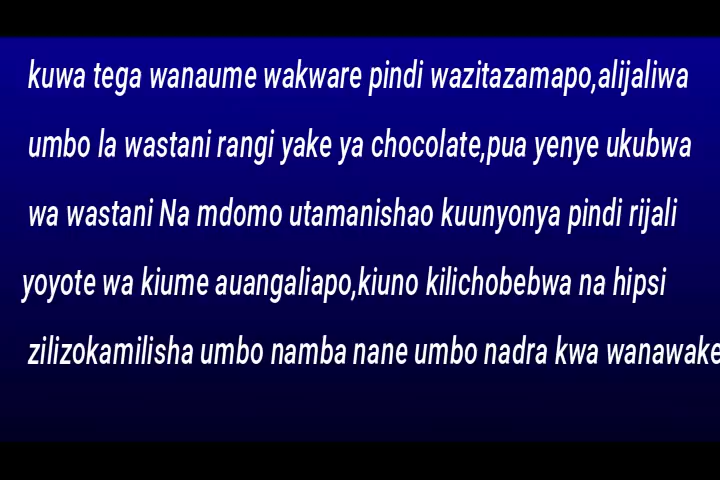 kuwa tega wanaume wakware pindi wazitazamapo,alijaliwa
umbo la wastani rangi yake ya chocolate,pua yenye ukubwa
wa wastani Na mdomo utamanishao kuunyonya pindi rijali
yoyote wa kiume auangaliapo,kiuno kilichobebwa na hipsi
zilizokamilisha umbo namba nane umbo nadra kwa wanawake